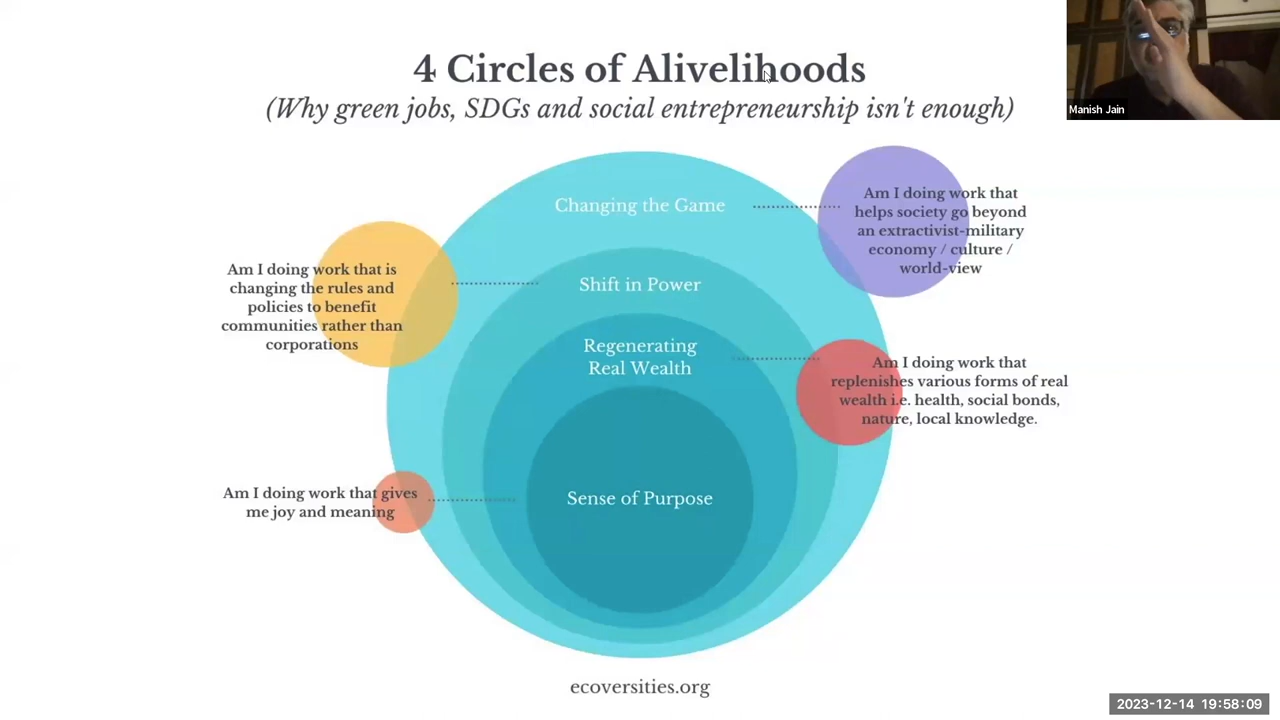 4 Circles of Alivelihoods
(Why green jobs, SDGs and social entrepreneurship isn't enough)
Manish Jain
Changing the Game
Am I doing work that
helps society go beyond
an extractivist-military
economy / culture /
world-view
Am I doing work that is
changing the rules and
policies to benefit
communities rather than
corporations
Shift in Power
Regenerating
Real Wealth
Am I doing work that
replenishes various forms of real
wealth i.e. health, social bonds,
nature, local knowledge.
Am I doing work that gives
me joy and meaning
Sense of Purpose
ecoversities.org
2023-12-14 19:58:09